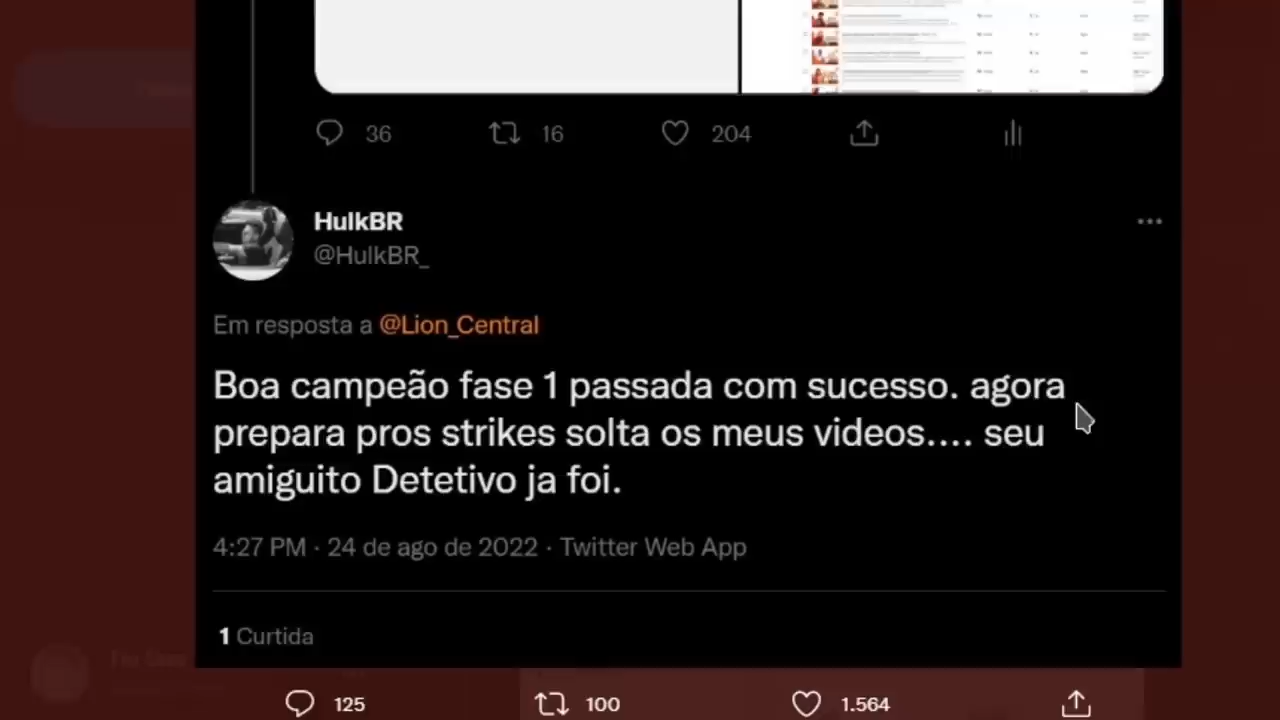 36 16 204
HulkBR
@HulkBR_
Em resposta a @Lion_Central
Boa campeão fase 1 passada com sucesso. agora
prepara pros strikes solta os meus videos.... seu
amiguito Detetivo ja foi.
4:27 PM · 24 de ago de 2022 · Twitter Web App
1 Curtida
125 100 1.564